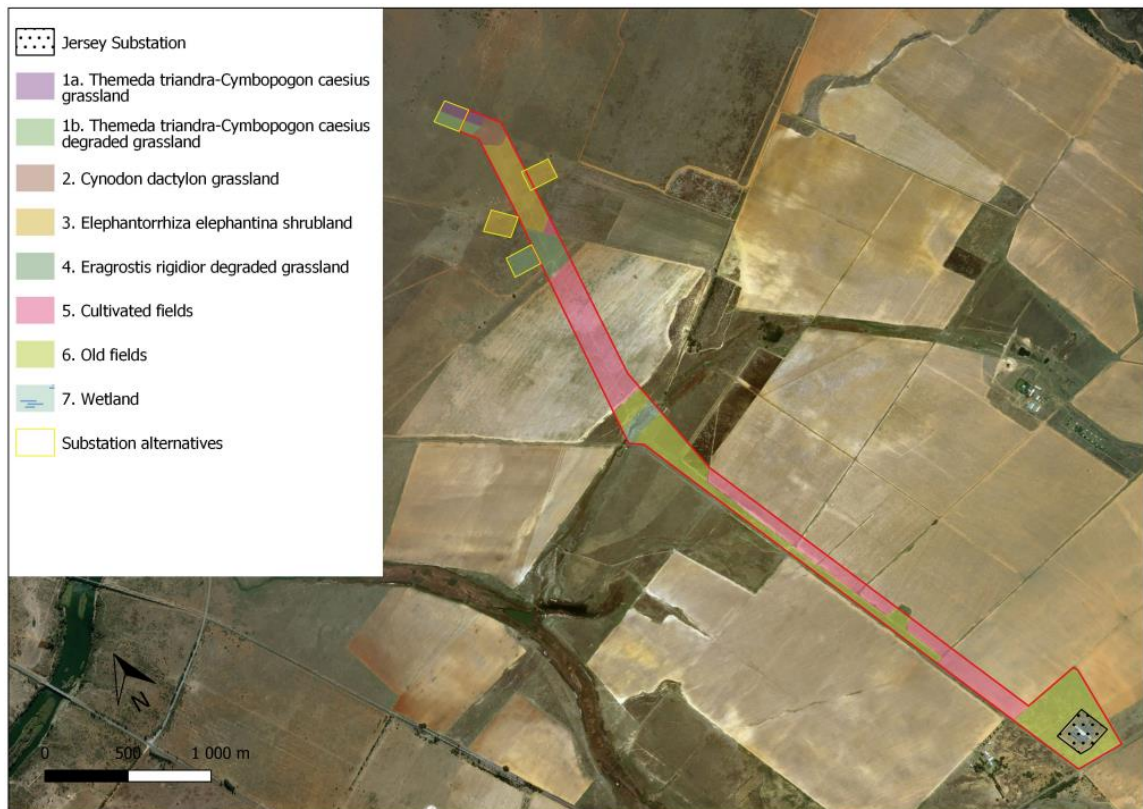 Jersey Substation
1a. Themeda triandra-Cymbopogon caesius
grassland
1b. Themeda triandra-Cymbopogon caesius
degraded grassland
2. Cynodon dactylon grassland
3. Elephantorrhiza elephantina shrubland
4. Eragrostis rigidior degraded grassland
5. Cultivated fields
6. Old fields
7. Wetland
Substation alternatives
N
0 500 1 000 m